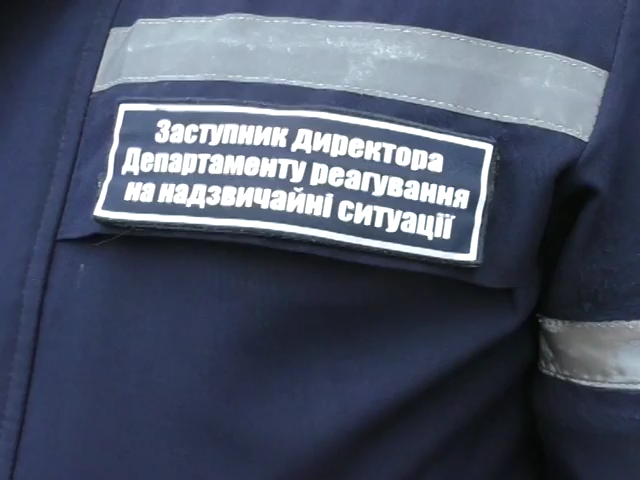 Заступник директора
Департаменту реагування
на надзвичайні ситуації